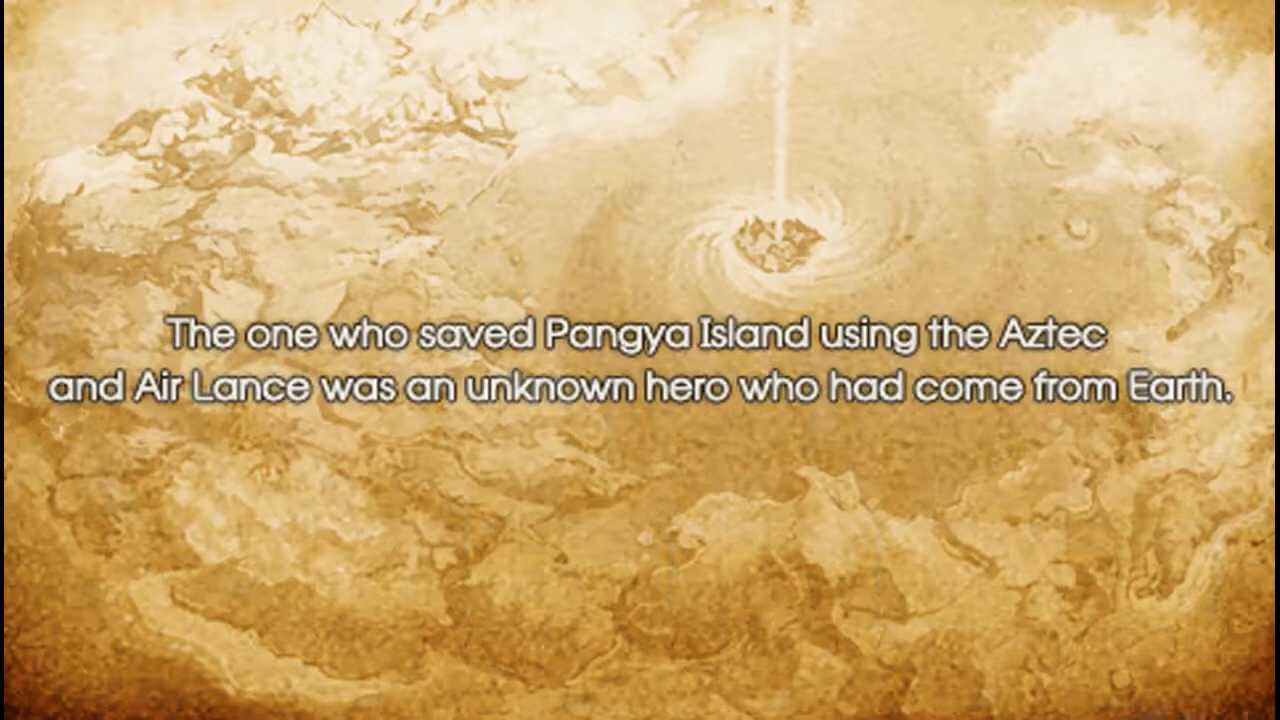 The one who saved Pangya Island using the Aztec
and Air Lance was an unknown hero who had come from Earth.